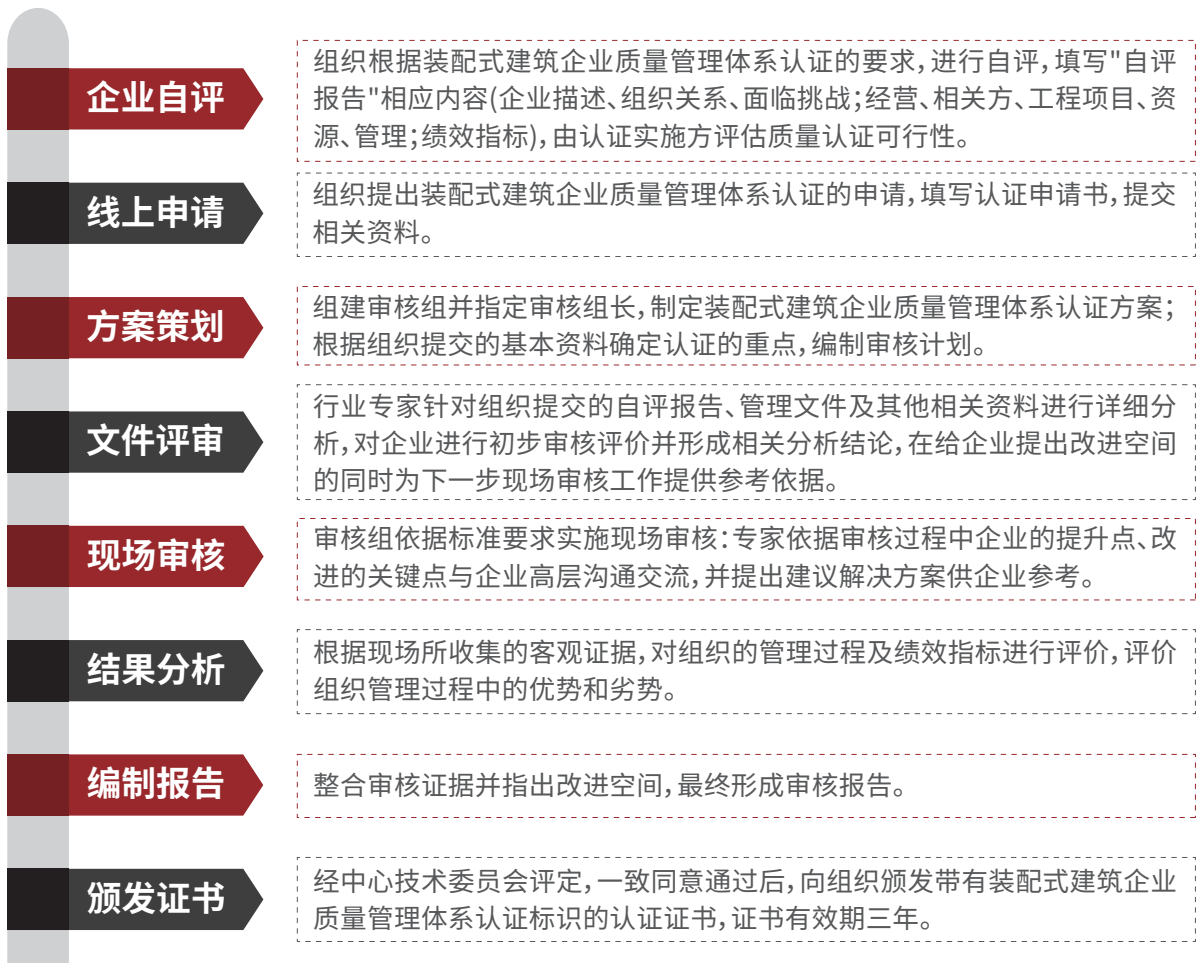 企业自评
组织根据装配式建筑企业质量管理体系认证的要求，进行自评，填写"自评
报告"相应内容(企业描述、组织关系、面临挑战；经营、相关方、工程项目、资
源、管理；绩效指标)，由认证实施方评估质量认证可行性。
线上申请
组织提出装配式建筑企业质量管理体系认证的申请，填写认证申请书，提交
相关资料。
方案策划
组建审核组并指定审核组长，制定装配式建筑企业质量管理体系认证方案；
根据组织提交的基本资料确定认证的重点，编制审核计划。
文件评审
行业专家针对组织提交的自评报告、管理文件及其他相关资料进行详细分
析，对企业进行初步审核评价并形成相关分析结论，在给企业提出改进空间
的同时为下一步现场审核工作提供参考依据。
现场审核
审核组依据标准要求实施现场审核：专家依据审核过程中企业的提升点、改
进的关键点与企业高层沟通交流，并提出建议解决方案供企业参考。
结果分析
根据现场所收集的客观证据，对组织的管理过程及绩效指标进行评价，评价
组织管理过程中的优势和劣势。
编制报告
整合审核证据并指出改进空间，最终形成审核报告。
颁发证书
经中心技术委员会评定，一致同意通过后，向组织颁发带有装配式建筑企业
质量管理体系认证标识的认证证书，证书有效期三年。